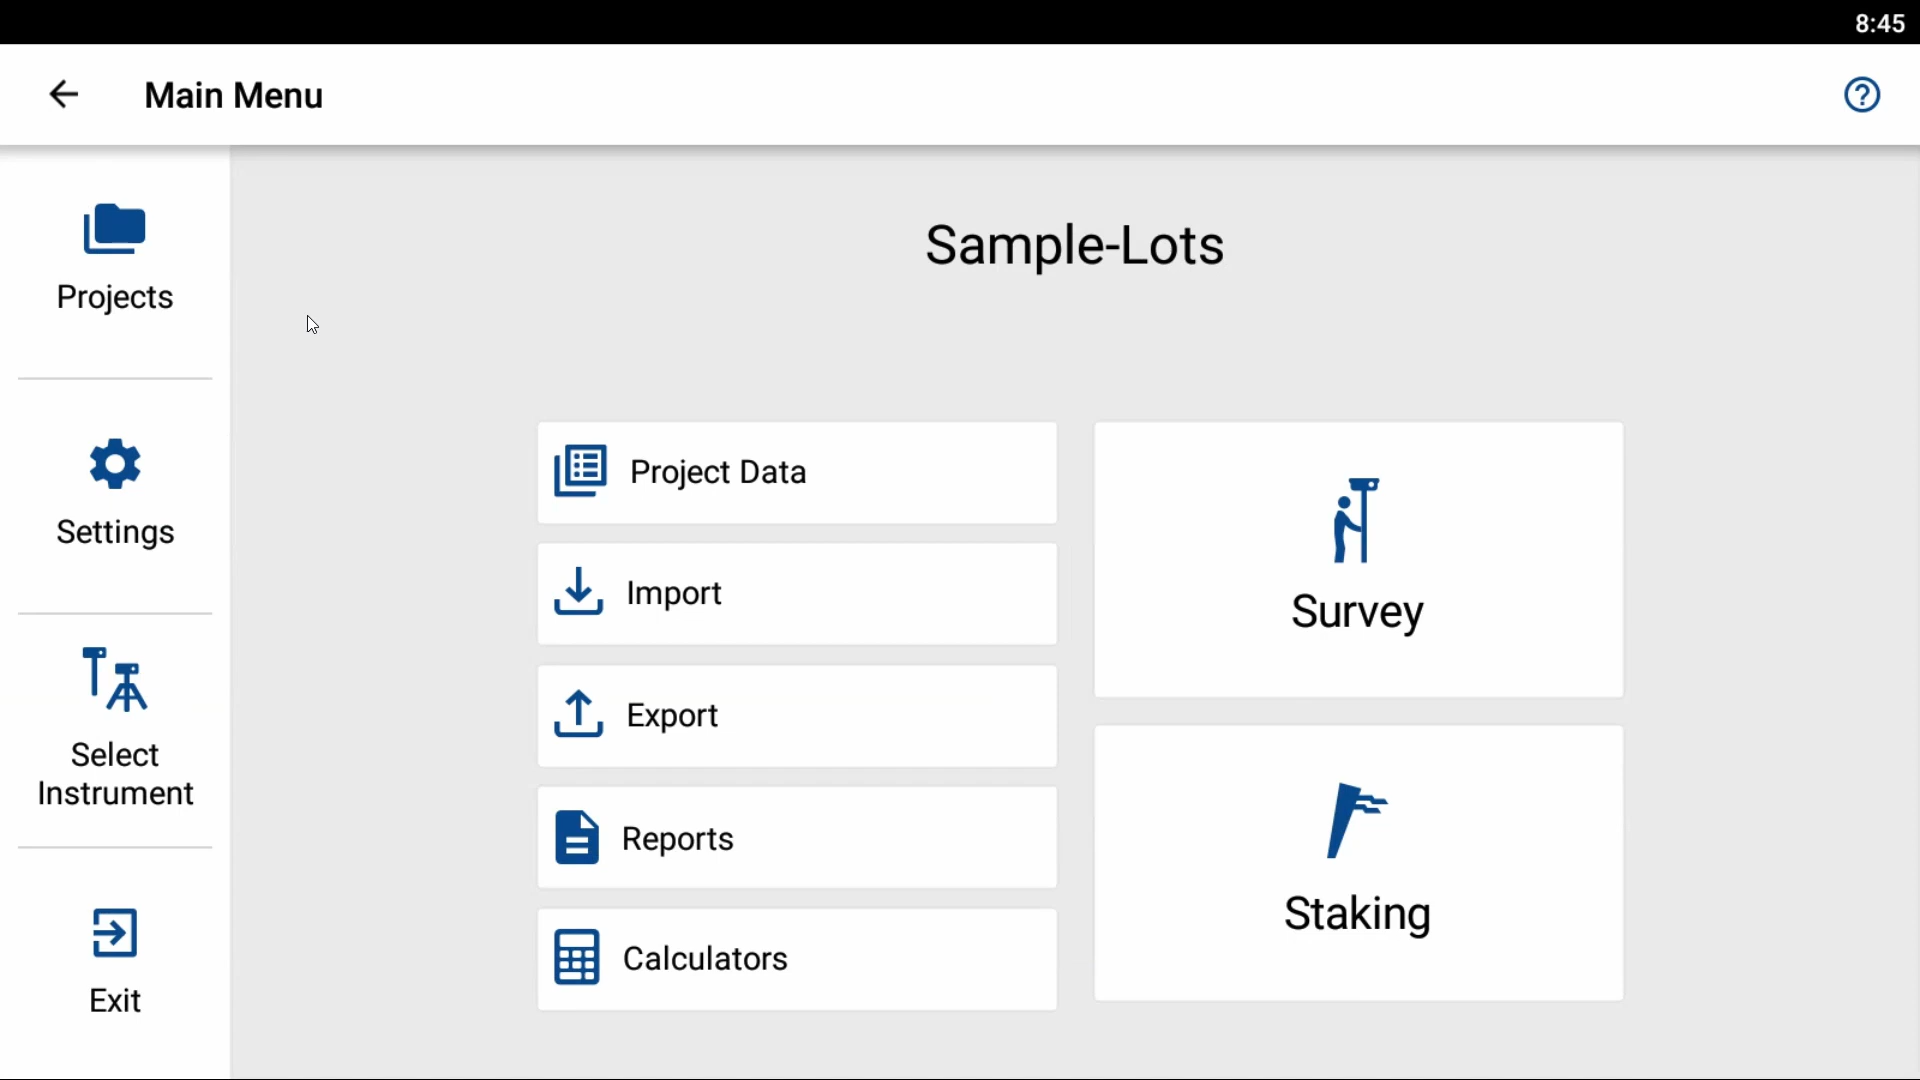 8:45
Main Menu
Projects
Settings
Select
Instrument
Exit
Sample-Lots
Project Data
Import
Export
Reports
Calculators
Survey
Staking